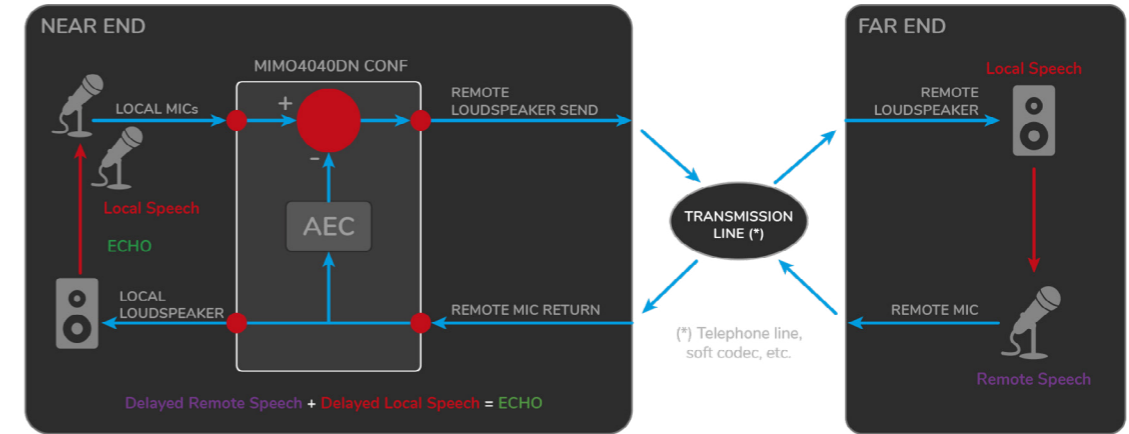 NEAR END
MIMO4040DN CONF
LOCAL MICs
+
-
REMOTE
LOUDSPEAKER SEND
Local Speech
ECHO
AEC
LOCAL
LOUDSPEAKER
REMOTE MIC RETURN
Delayed Remote Speech + Delayed Local Speech = ECHO
TRANSMISSION
LINE (*)
(*) Telephone line,
soft codec, etc.
FAR END
Local Speech
REMOTE
LOUDSPEAKER
REMOTE MIC
Remote Speech